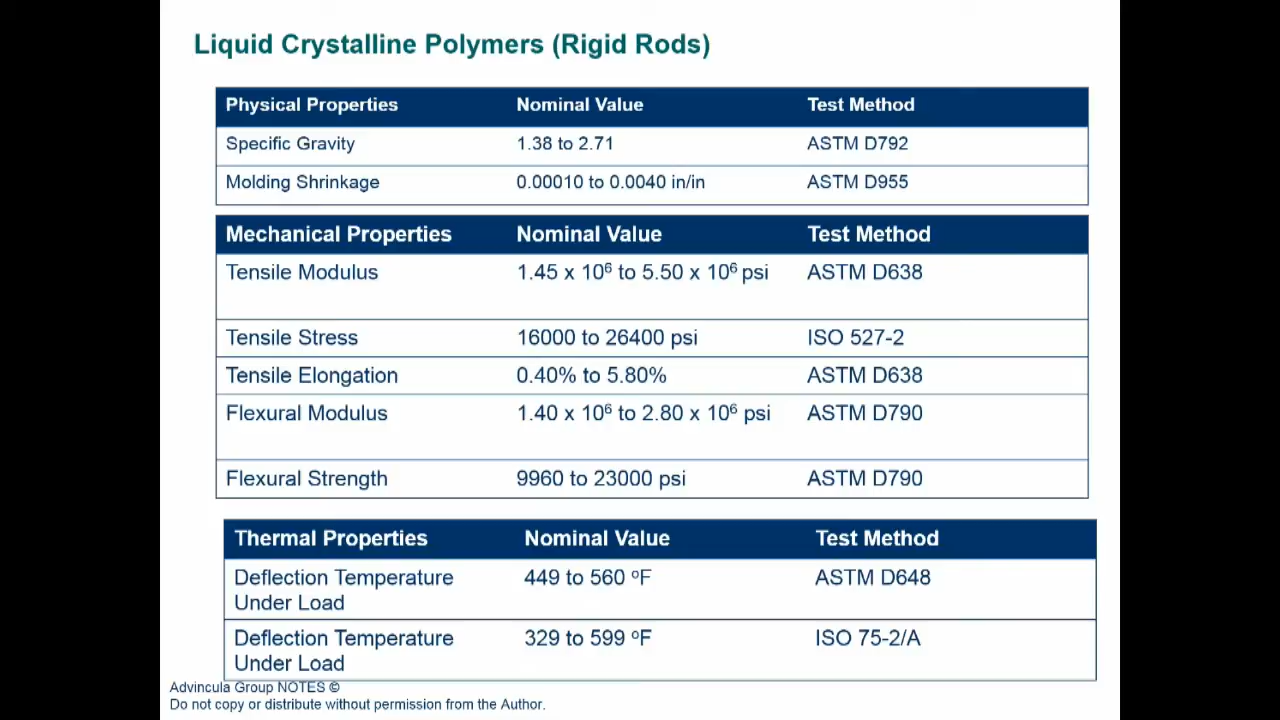 Liquid Crystalline Polymers (Rigid Rods)
Physical Properties Nominal Value Test Method
Specific Gravity 1.38 to 2.71 ASTM D792
Molding Shrinkage 0.00010 to 0.0040 in/in ASTM D955
Mechanical Properties Nominal Value Test Method
Tensile Modulus 1.45 x 10⁶ to 5.50 x 10⁶ psi ASTM D638
Tensile Stress 16000 to 26400 psi ISO 527-2
Tensile Elongation 0.40% to 5.80% ASTM D638
Flexural Modulus 1.40 x 10⁶ to 2.80 x 10⁶ psi ASTM D790
Flexural Strength 9960 to 23000 psi ASTM D790
Thermal Properties Nominal Value Test Method
Deflection Temperature 449 to 560 ºF ASTM D648
Under Load
Deflection Temperature 329 to 599 ºF ISO 75-2/A
Under Load
Advincula Group NOTES ©
Do not copy or distribute without permission from the Author.